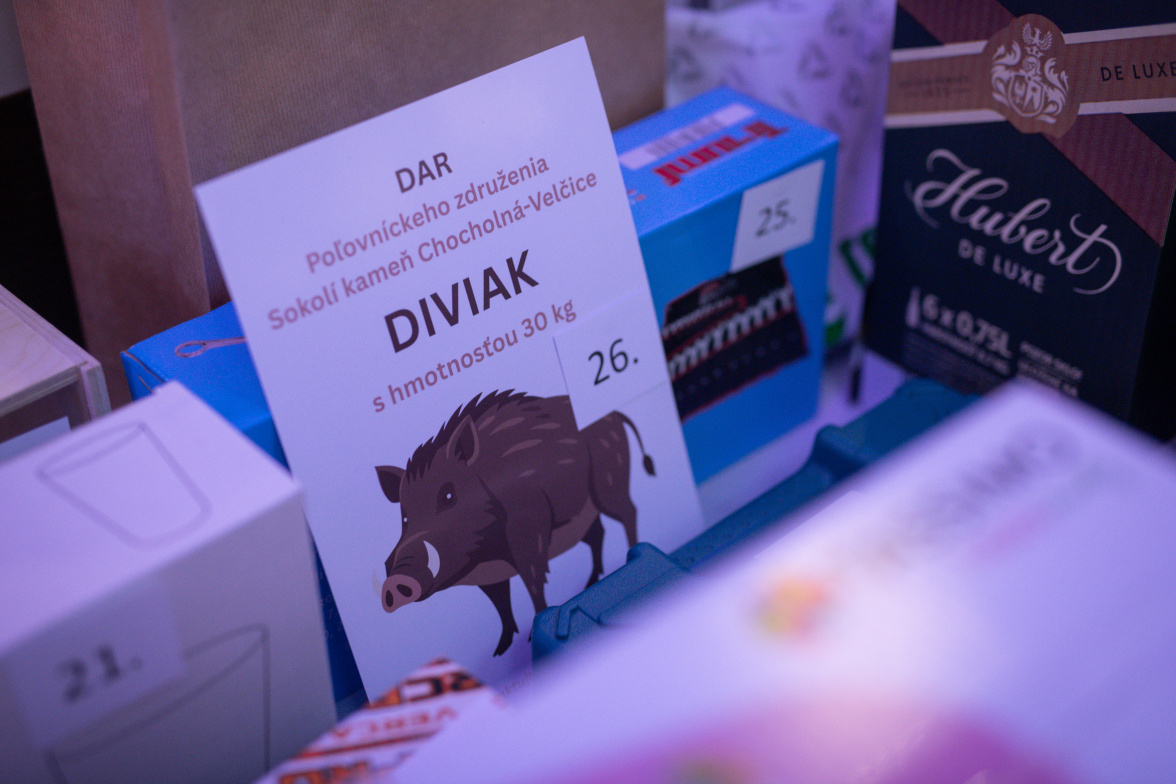 DAR
Poľovníckeho združenia
Sokolí kameň Chocholná-Velčice
DIVIAK
s hmotnosťou 30 kg
26.
25.
21.
DE LUXE
Hubert
DE LUXE
6 x 0,75L